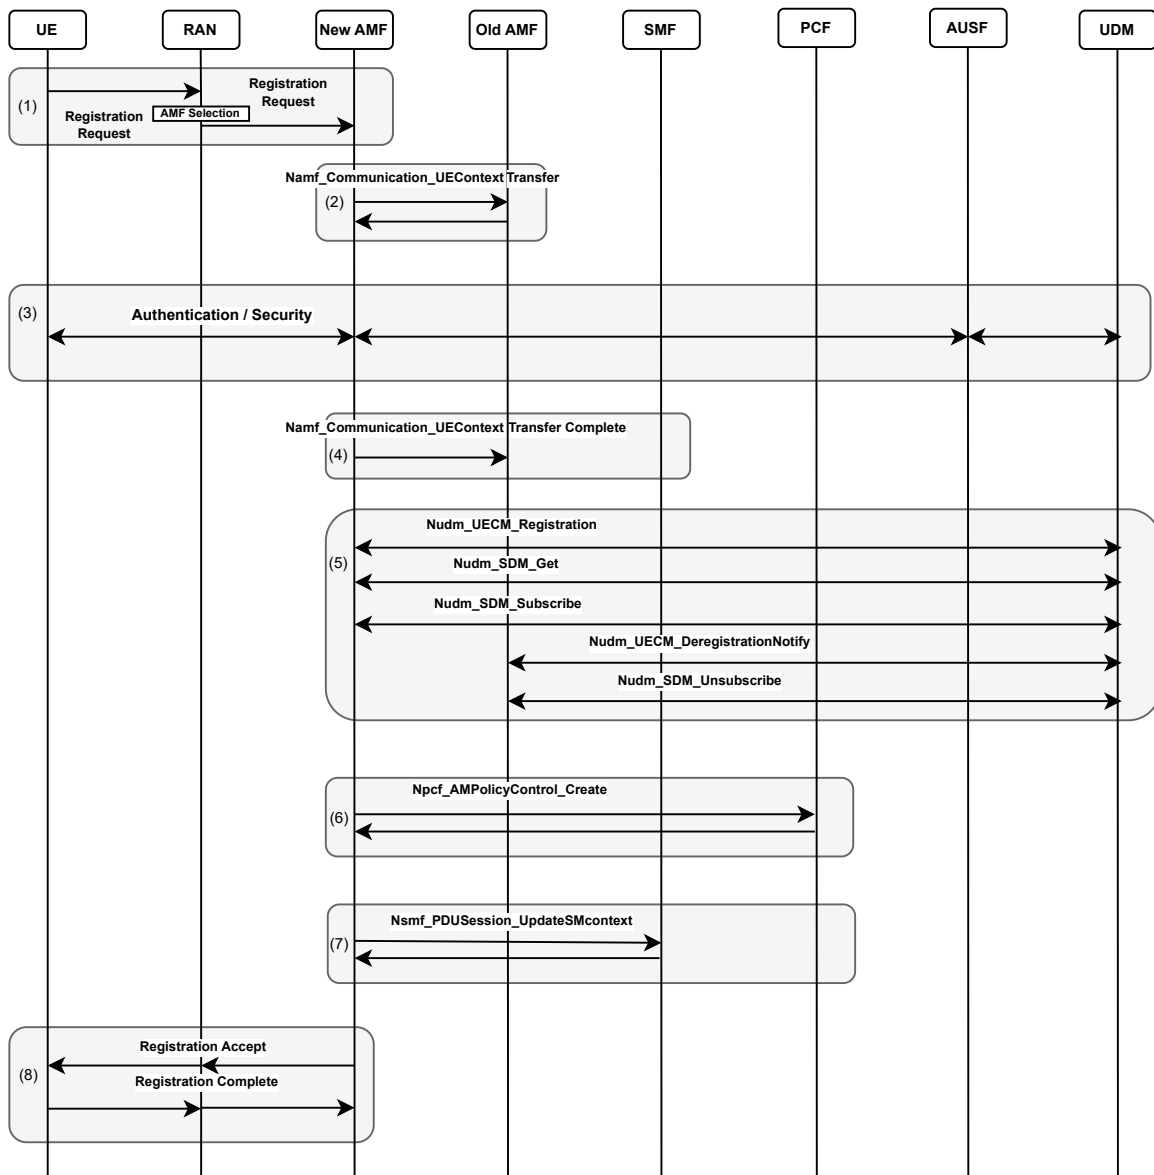 UE
RAN
New AMF
Old AMF
SMF
PCF
AUSF
UDM
(1)
Registration
Request
AMF Selection
Registration
Request
Namf_Communication_UEContext Transfer
(2)
(3)
Authentication / Security
Namf_Communication_UEContext Transfer Complete
(4)
Nudm_UECM_Registration
(5)
Nudm_SDM_Get
Nudm_SDM_Subscribe
Nudm_UECM_DeregistrationNotify
Nudm_SDM_Unsubscribe
Npcf_AMPolicyControl_Create
(6)
Nsmf_PDUSession_UpdateSMcontext
(7)
Registration Accept
(8)
Registration Complete